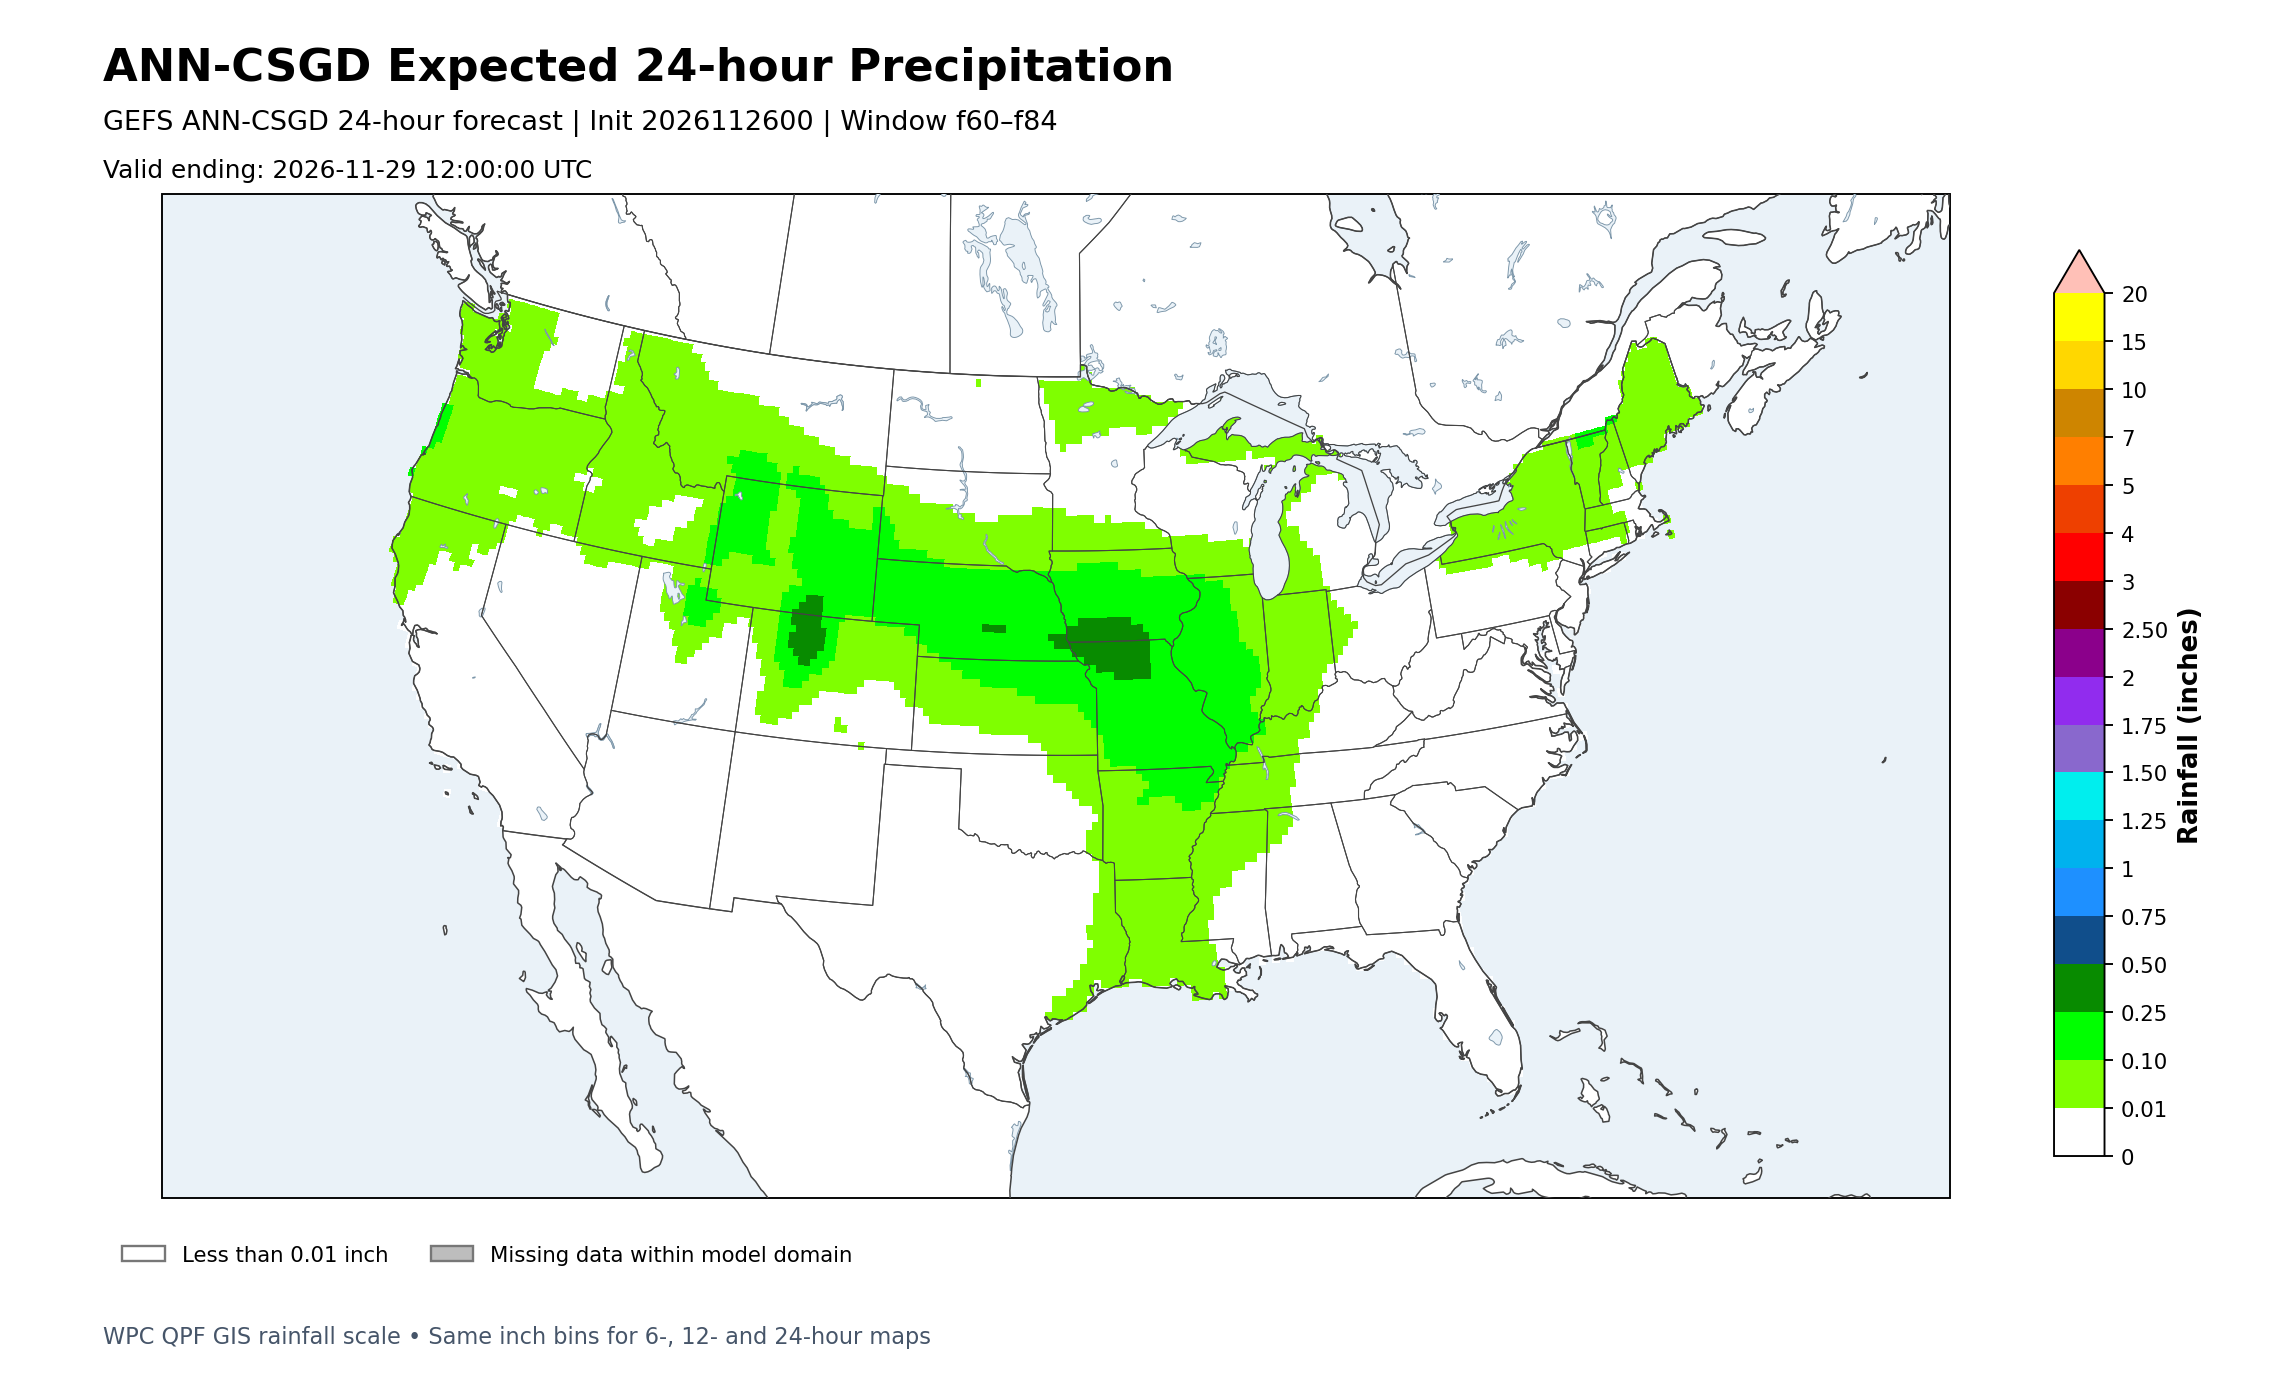 ANN-CSGD Expected 24-hour Precipitation
GEFS ANN-CSGD 24-hour forecast | Init 2026112600 | Window f60–f84
Valid ending: 2026-11-29 12:00:00 UTC
20
15
10
7
5
4
3
2.50
2
1.75
1.50
1.25
1
0.75
0.50
0.25
0.10
0.01
0
Rainfall (inches)
Less than 0.01 inch
Missing data within model domain
WPC QPF GIS rainfall scale • Same inch bins for 6-, 12- and 24-hour maps